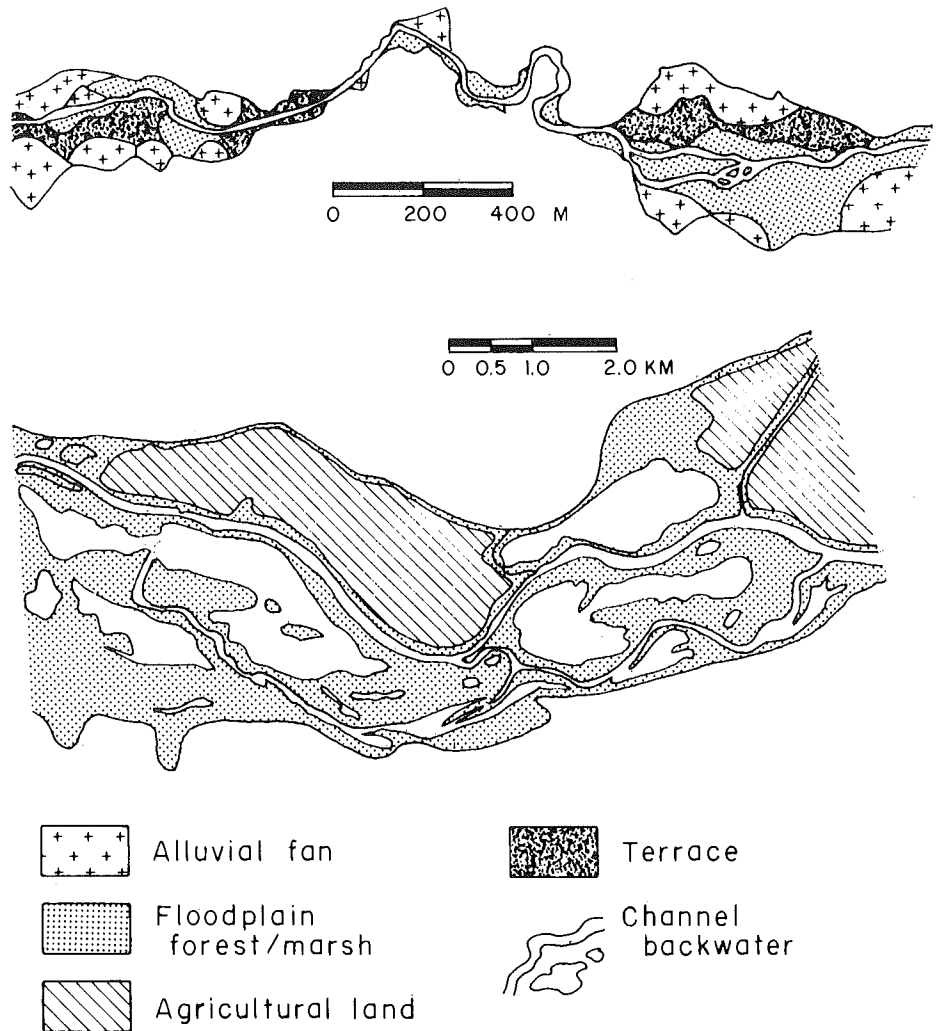 0 200 400 M
0 0.5 1.0 2.0 KM
Alluvial fan
Terrace
Floodplain
forest/marsh
Channel
backwater
Agricultural land